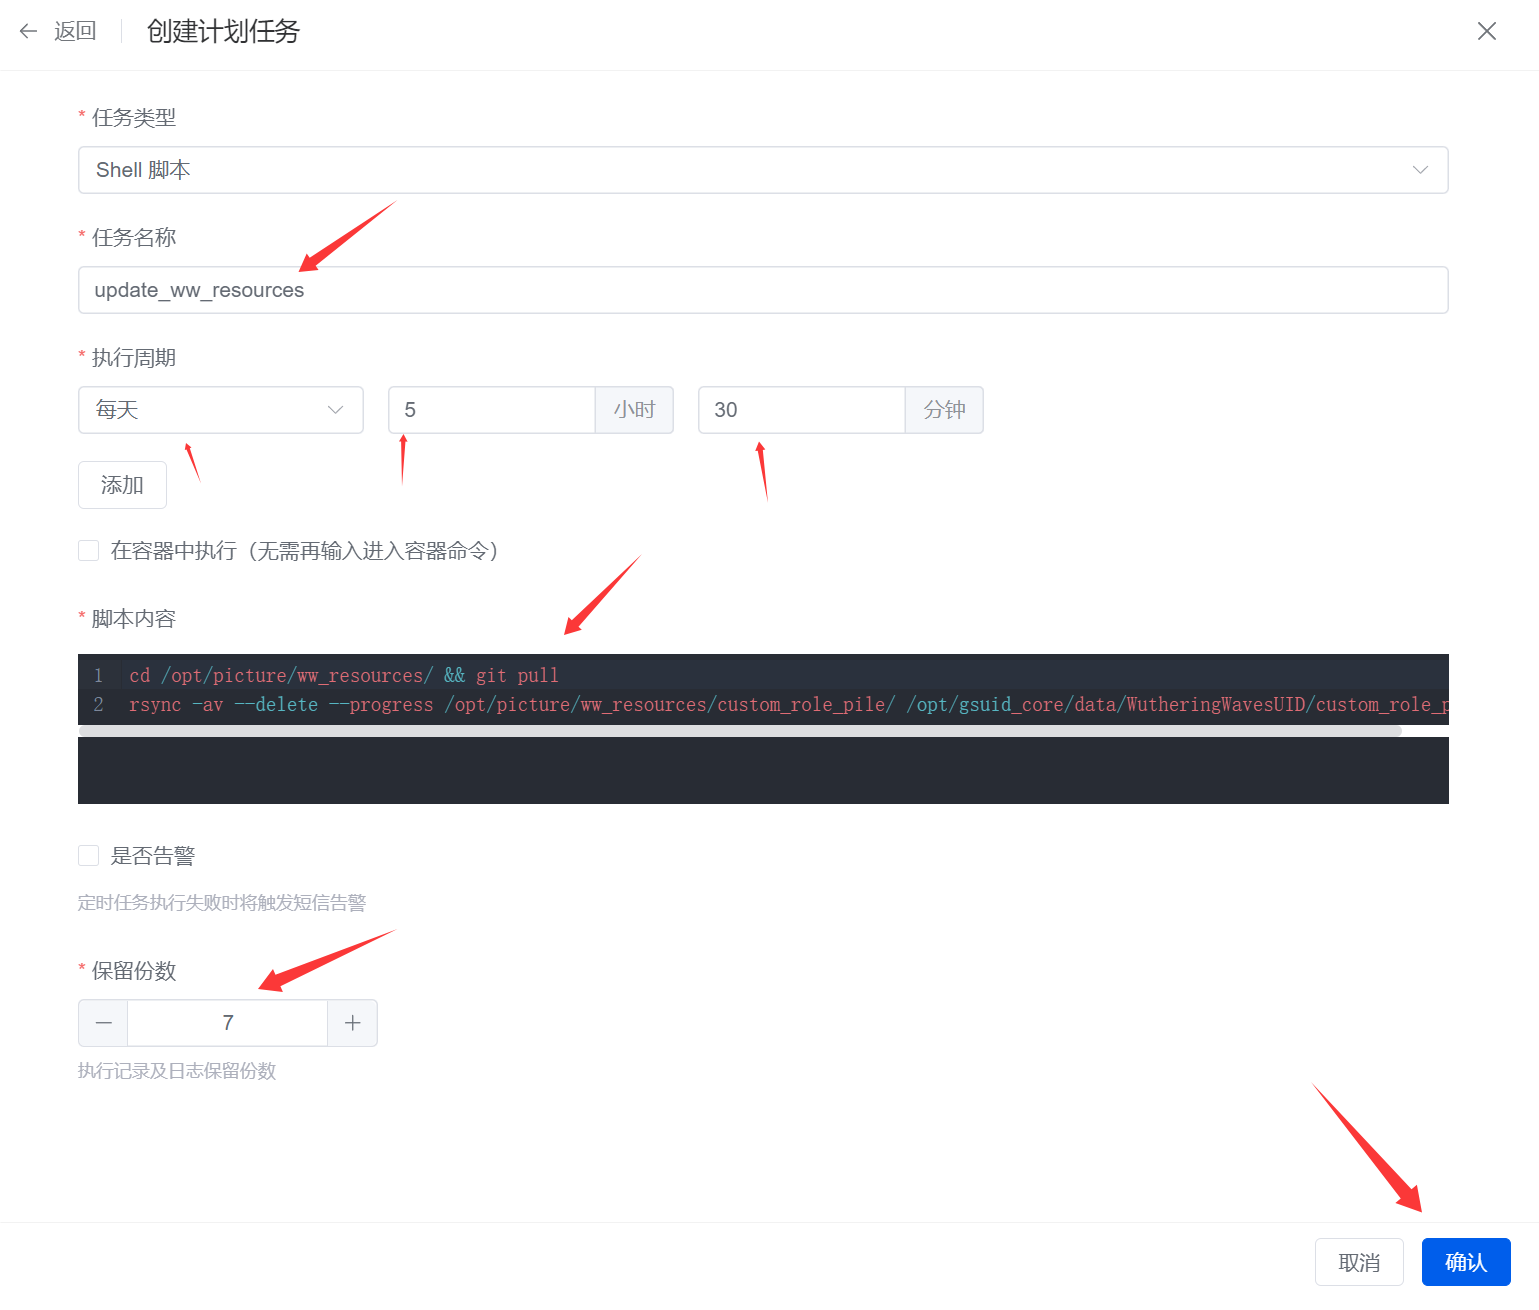 返回 创建计划任务
* 任务类型
Shell 脚本
* 任务名称
update_ww_resources
* 执行周期
每天 5 小时 30 分钟
添加
在容器中执行（无需再输入进入容器命令）
* 脚本内容
1 cd /opt/picture/ww_resources/ && git pull
2 rsync -av --delete --progress /opt/picture/ww_resources/custom_role_pile/ /opt/gsuid_core/data/WutheringWavesUID/custom_role_p
是否告警
定时任务执行失败时将触发短信告警
* 保留份数
7
执行记录及日志保留份数
取消 确认